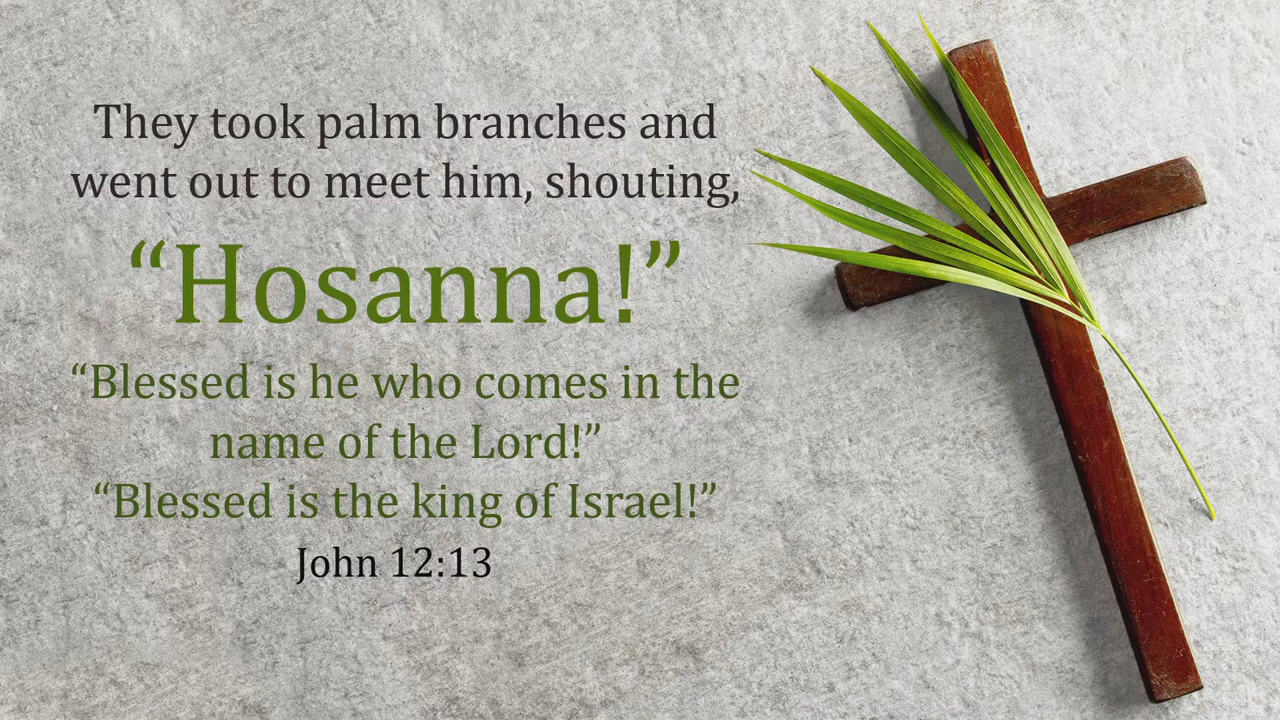 They took palm branches and
went out to meet him, shouting,
“Hosanna!”
“Blessed is he who comes in the
name of the Lord!”
“Blessed is the king of Israel!”
John 12:13